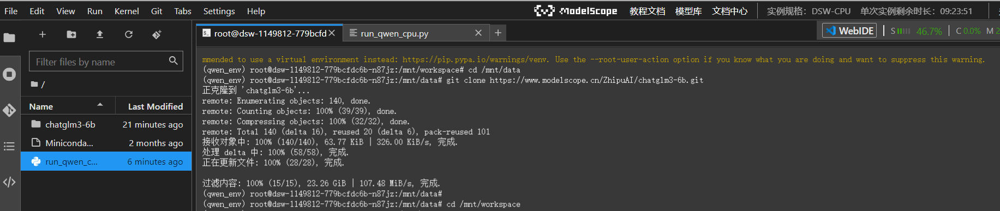 File Edit View Run Kernel Git Tabs Settings Help
ModelScope 教程文档 模型库 文档中心 实例规格：DSW-CPU 单次实例剩余时长：09:23:51
root@dsw-1149812-779bcfd
run_qwen_cpu.py
WebIDE S 46.7% C 0.0% M 2
Filter files by name
/
Name Last Modified
chatglm3-6b 21 minutes ago
Miniconda... 2 months ago
run_qwen_c... 6 minutes ago
mmended to use a virtual environment instead: https://pip.pypa.io/warnings/venv. Use the --root-user-action option if you know what you are doing and want to suppress this warning.
(qwen_env) root@dsw-1149812-779bcfdc6b-n87jz:/mnt/workspace# cd /mnt/data
(qwen_env) root@dsw-1149812-779bcfdc6b-n87jz:/mnt/data# git clone https://www.modelscope.cn/ZhipuAI/chatglm3-6b.git
正克隆到 'chatglm3-6b'...
remote: Enumerating objects: 140, done.
remote: Counting objects: 100% (39/39), done.
remote: Compressing objects: 100% (32/32), done.
remote: Total 140 (delta 16), reused 20 (delta 6), pack-reused 101
接收对象中: 100% (140/140), 63.77 KiB | 326.00 KiB/s, 完成.
处理 delta 中: 100% (58/58), 完成.
正在更新文件: 100% (28/28), 完成.
过滤内容: 100% (15/15), 23.26 GiB | 107.48 MiB/s, 完成.
(qwen_env) root@dsw-1149812-779bcfdc6b-n87jz:/mnt/data#
(qwen_env) root@dsw-1149812-779bcfdc6b-n87jz:/mnt/data# cd /mnt/workspace